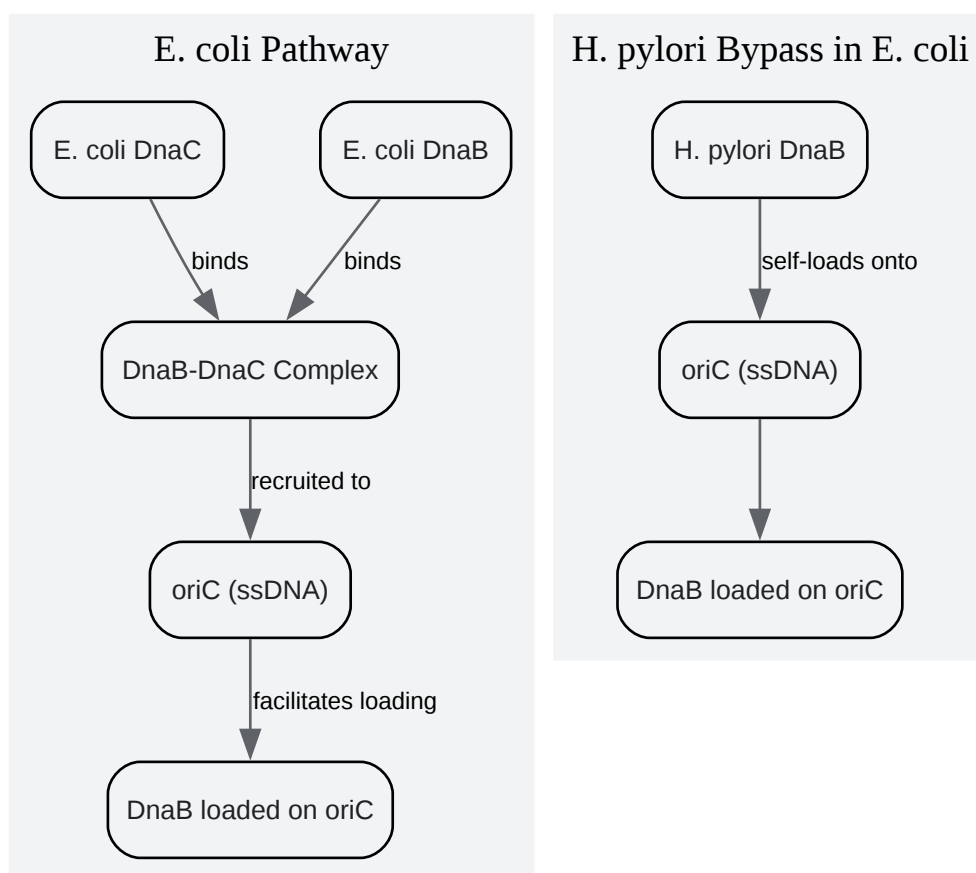 E. coli Pathway
E. coli DnaC
E. coli DnaB
binds
binds
DnaB-DnaC Complex
recruited to
oriC (ssDNA)
facilitates loading
DnaB loaded on oriC
H. pylori Bypass in E. coli
H. pylori DnaB
self-loads onto
oriC (ssDNA)
DnaB loaded on oriC